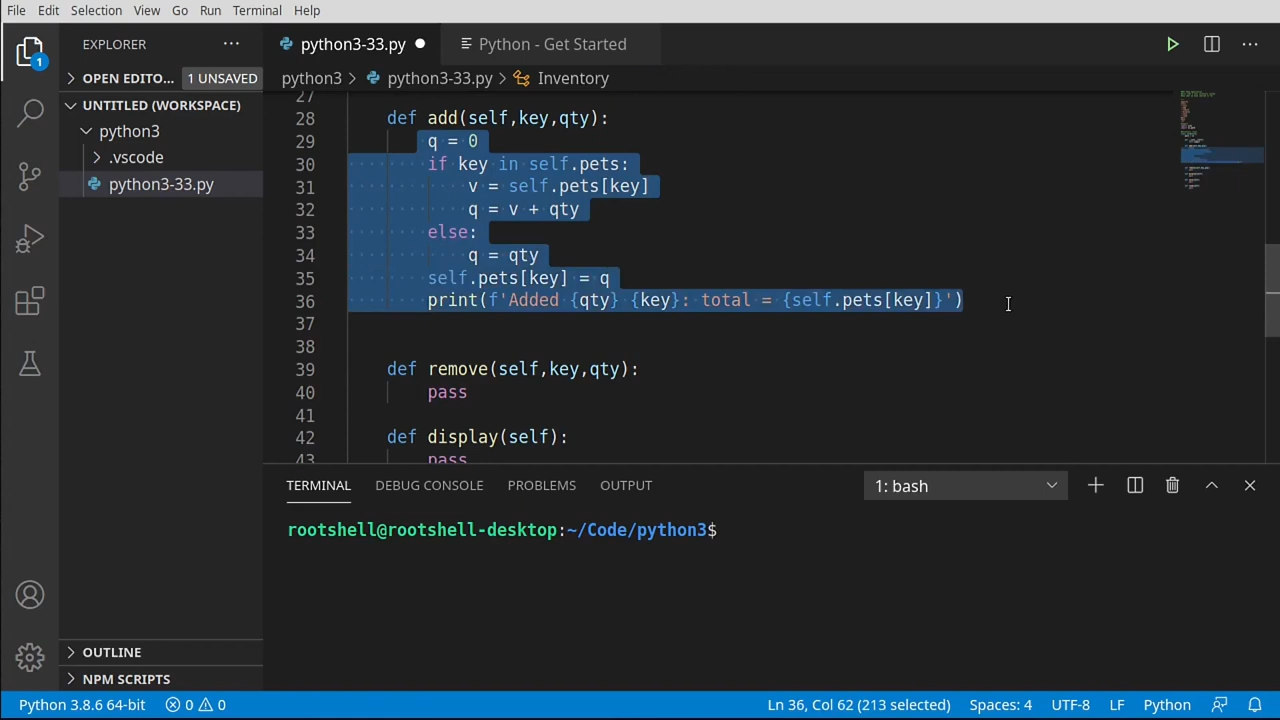 File Edit Selection View Go Run Terminal Help
EXPLORER
python3-33.py
Python - Get Started
1
OPEN EDITO... 1 UNSAVED
python3 > python3-33.py > Inventory
UNTITLED (WORKSPACE)
python3
.vscode
python3-33.py
27
28 def add(self,key,qty):
29 q = 0
30 if key in self.pets:
31 v = self.pets[key]
32 q = v + qty
33 else:
34 q = qty
35 self.pets[key] = q
36 print(f'Added {qty} {key}: total = {self.pets[key]}')
37
38
39 def remove(self,key,qty):
40 pass
41
42 def display(self):
43 pass
TERMINAL DEBUG CONSOLE PROBLEMS OUTPUT 1: bash
rootshell@rootshell-desktop:~/Code/python3$
OUTLINE
NPM SCRIPTS
Python 3.8.6 64-bit 0 0 Ln 36, Col 62 (213 selected) Spaces: 4 UTF-8 LF Python